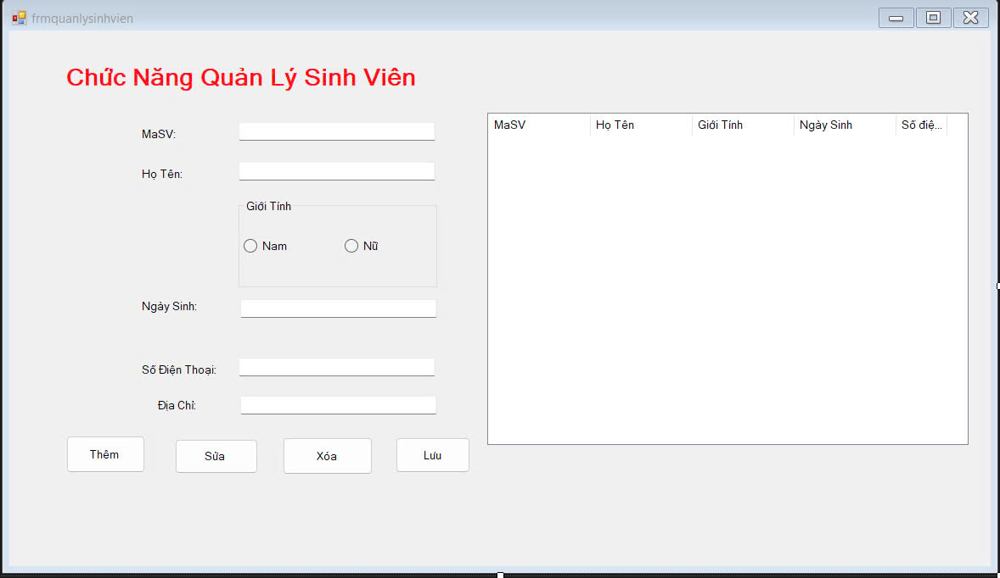 frmquanlysinhvien
Chức Năng Quản Lý Sinh Viên
MaSV:
Họ Tên:
Giới Tính
Nam Nữ
Ngày Sinh:
Số Điện Thoại:
Địa Chỉ:
Thêm Sửa Xóa Lưu
MaSV Họ Tên Giới Tính Ngày Sinh Số điệ...